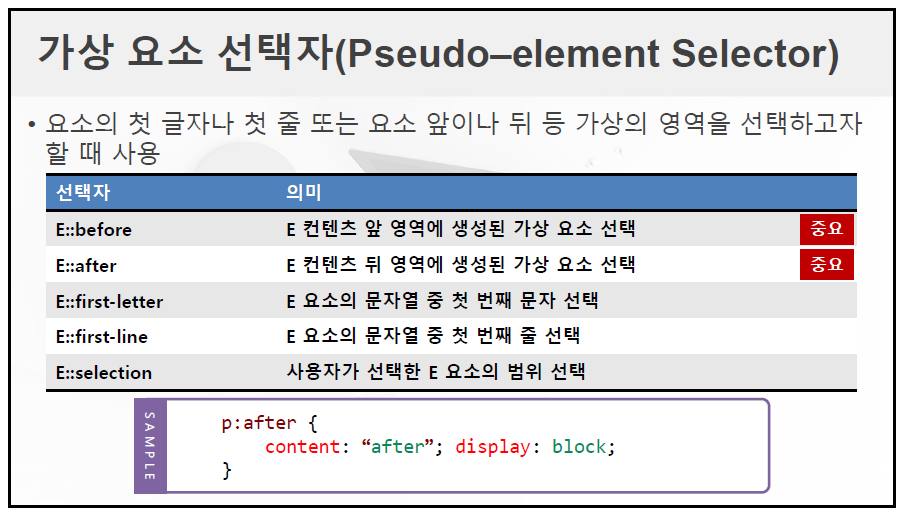 가상 요소 선택자(Pseudo–element Selector)
• 요소의 첫 글자나 첫 줄 또는 요소 앞이나 뒤 등 가상의 영역을 선택하고자
할 때 사용
선택자 의미
E::before E 컨텐츠 앞 영역에 생성된 가상 요소 선택 중요
E::after E 컨텐츠 뒤 영역에 생성된 가상 요소 선택 중요
E::first-letter E 요소의 문자열 중 첫 번째 문자 선택
E::first-line E 요소의 문자열 중 첫 번째 줄 선택
E::selection 사용자가 선택한 E 요소의 범위 선택
SAMPLE
p:after {
content: “after”; display: block;
}